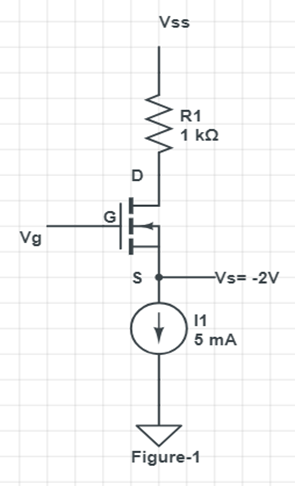 Vss
R1
1 kΩ
D
G
Vg
S
Vs= -2V
I1
5 mA
Figure-1